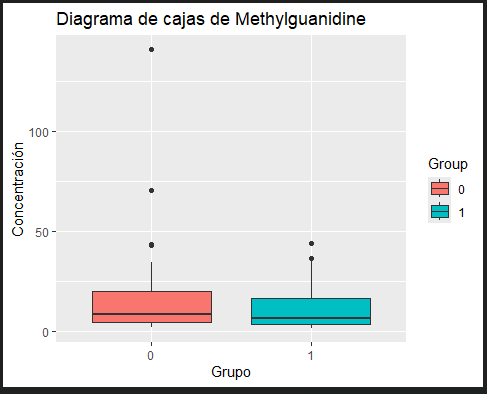 Diagrama de cajas de Methylguanidine
Concentración
100
50
0
0
1
Grupo
Group
0
1